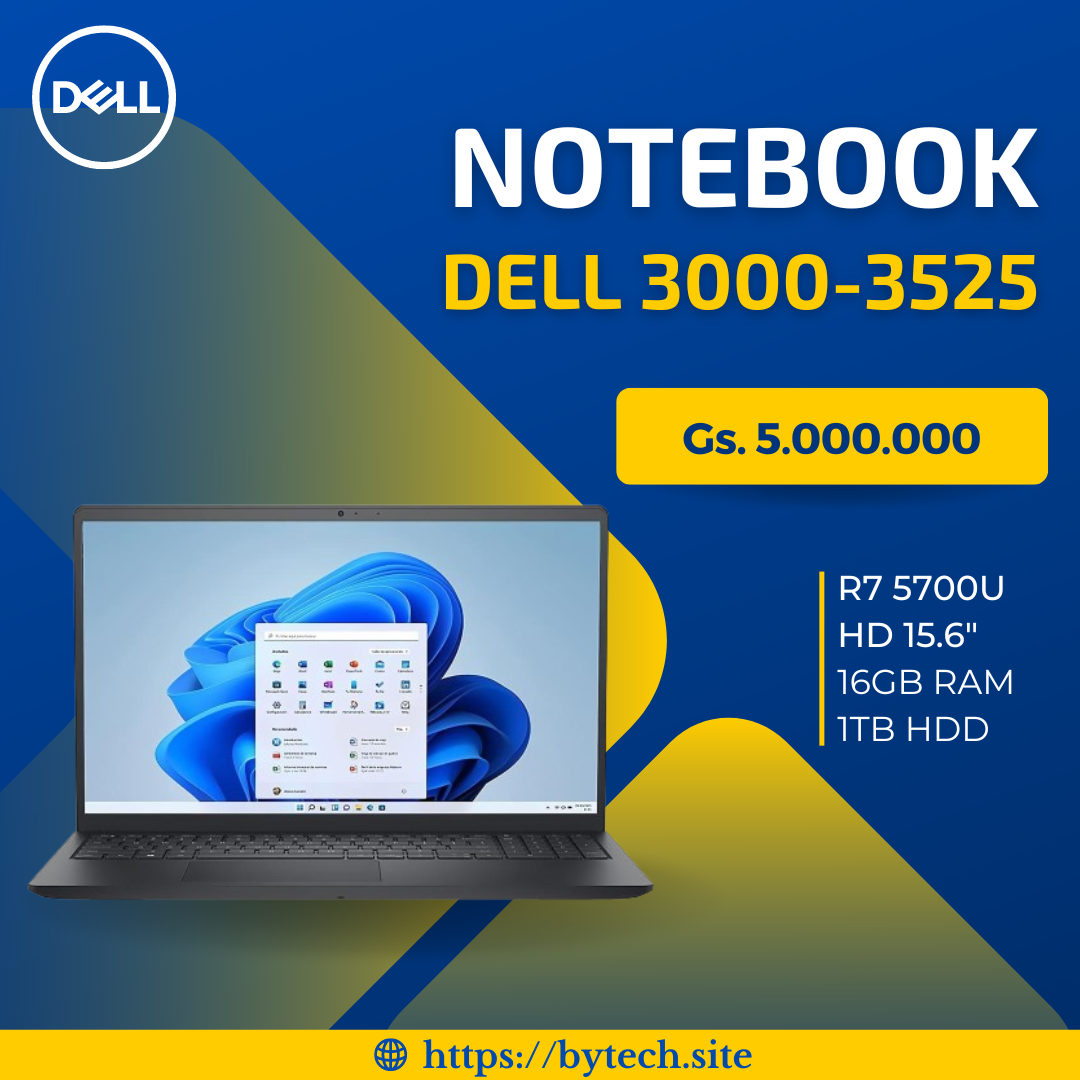 DELL
NOTEBOOK
DELL 3000-3525
Gs. 5.000.000
R7 5700U
HD 15.6"
16GB RAM
1TB HDD
https://bytech.site